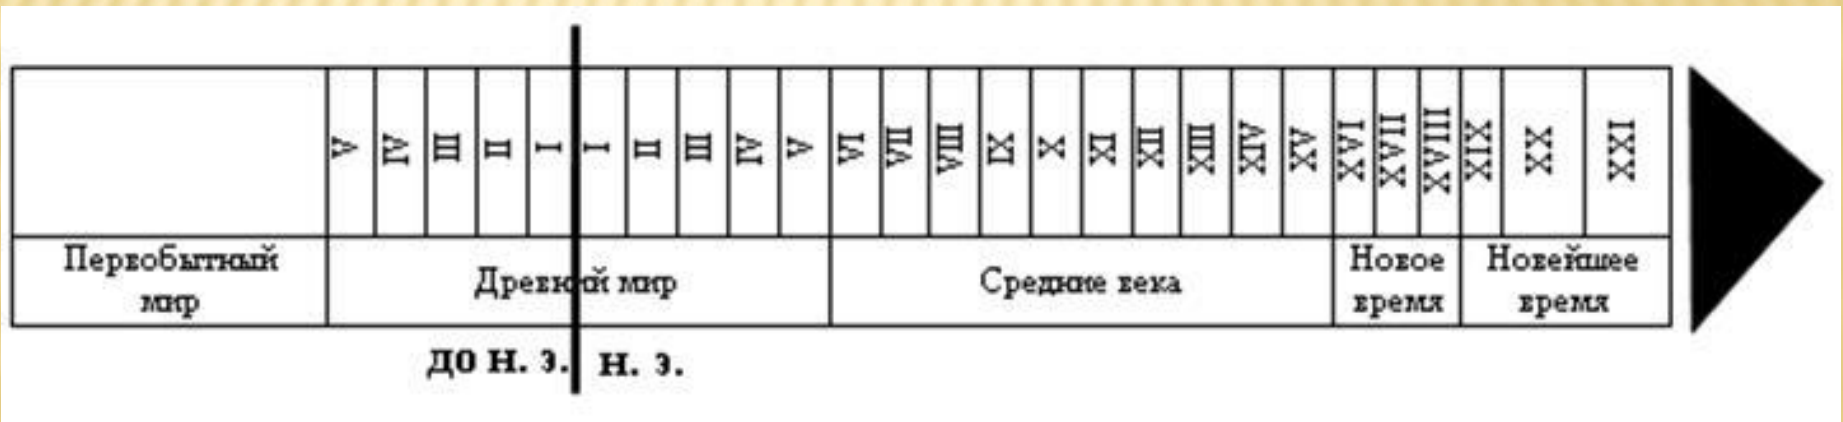 V IV III II I I II III IV V VI VII VIII IX X XI XII XIII XIV XV XVI XVII XVIII XIX XX XXI
Первобытный
мир
Древний мир
Средние века
Новое
время
Новейшее
время
до н. э. н. э.